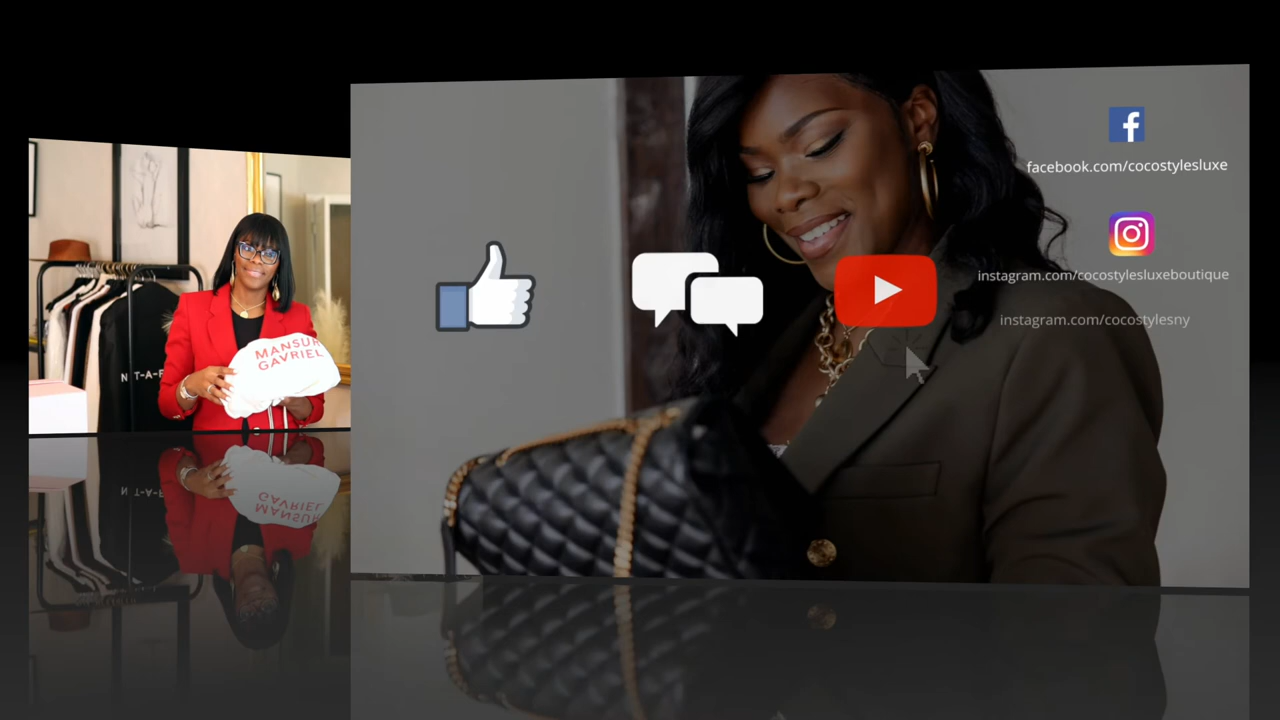 MANSUR
GAVRIEL
N T-A-F
facebook.com/cocostylesluxe
instagram.com/cocostylesluxeboutique
instagram.com/cocostylesny